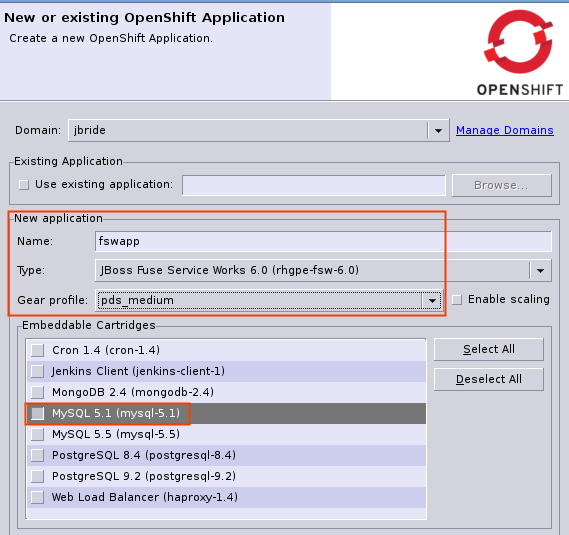 New or existing OpenShift Application
Create a new OpenShift Application.
OPENSHIFT
Domain: jbride Manage Domains
Existing Application
Use existing application: Browse...
New application
Name: fswapp
Type: JBoss Fuse Service Works 6.0 (rhgpe-fsw-6.0)
Gear profile: pds_medium Enable scaling
Embeddable Cartridges
Cron 1.4 (cron-1.4) Select All
Jenkins Client (jenkins-client-1) Deselect All
MongoDB 2.4 (mongodb-2.4)
MySQL 5.1 (mysql-5.1)
MySQL 5.5 (mysql-5.5)
PostgreSQL 8.4 (postgresql-8.4)
PostgreSQL 9.2 (postgresql-9.2)
Web Load Balancer (haproxy-1.4)